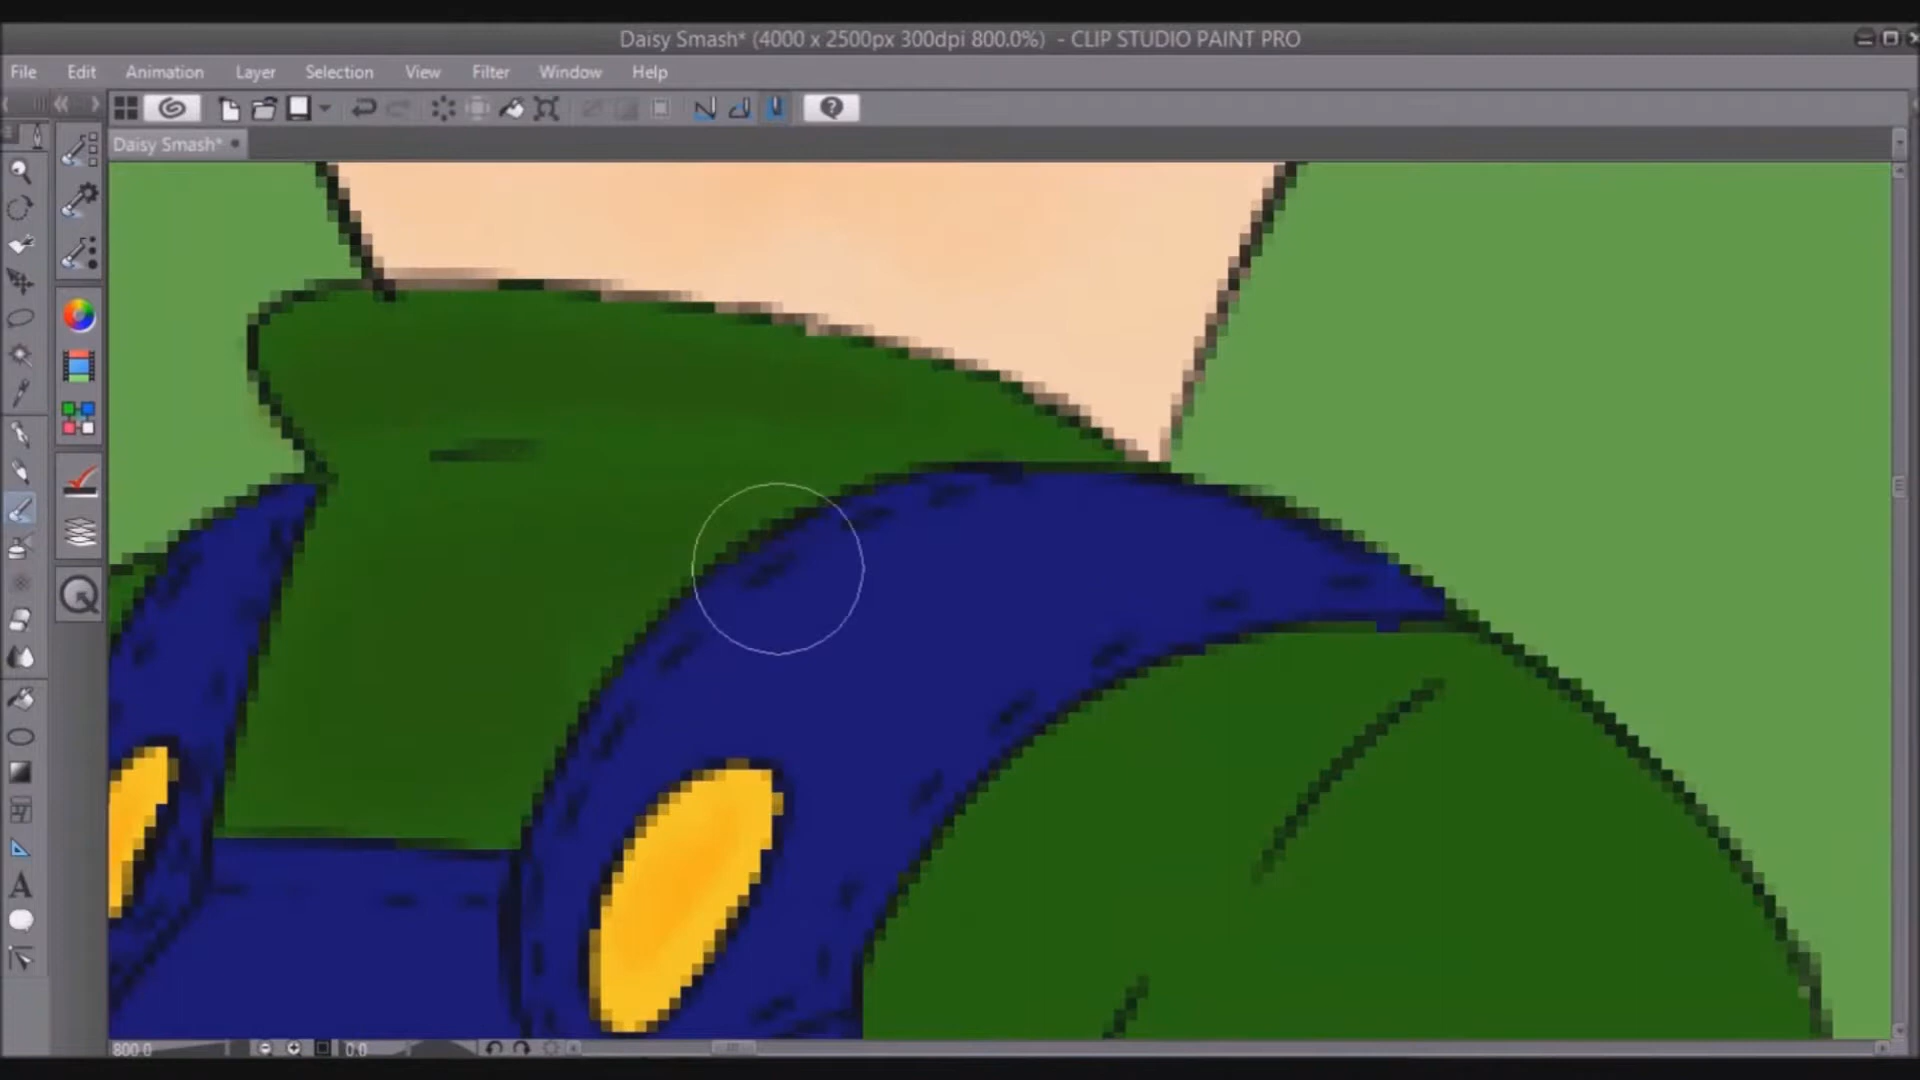 Daisy Smash* (4000 x 2500px 300dpi 800.0%) - CLIP STUDIO PAINT PRO
File Edit Animation Layer Selection View Filter Window Help
Daisy Smash*
800.0 0.0